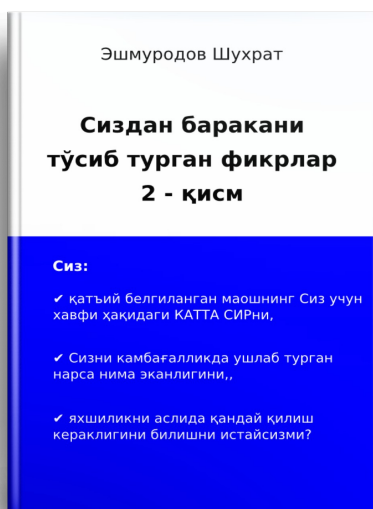 Эшмуродов Шухрат
Сиздан баракани
тўсиб турган фикрлар
2 - қисм
Сиз:
✔ қатъий белгиланган маошнинг Сиз учун
хавфи ҳақидаги КАТТА СИРни,
✔ Сизни камбағалликда ушлаб турган
нарса нима эканлигини,,
✔ яхшиликни аслида қандай қилиш
кераклигини билишни истайсизми?